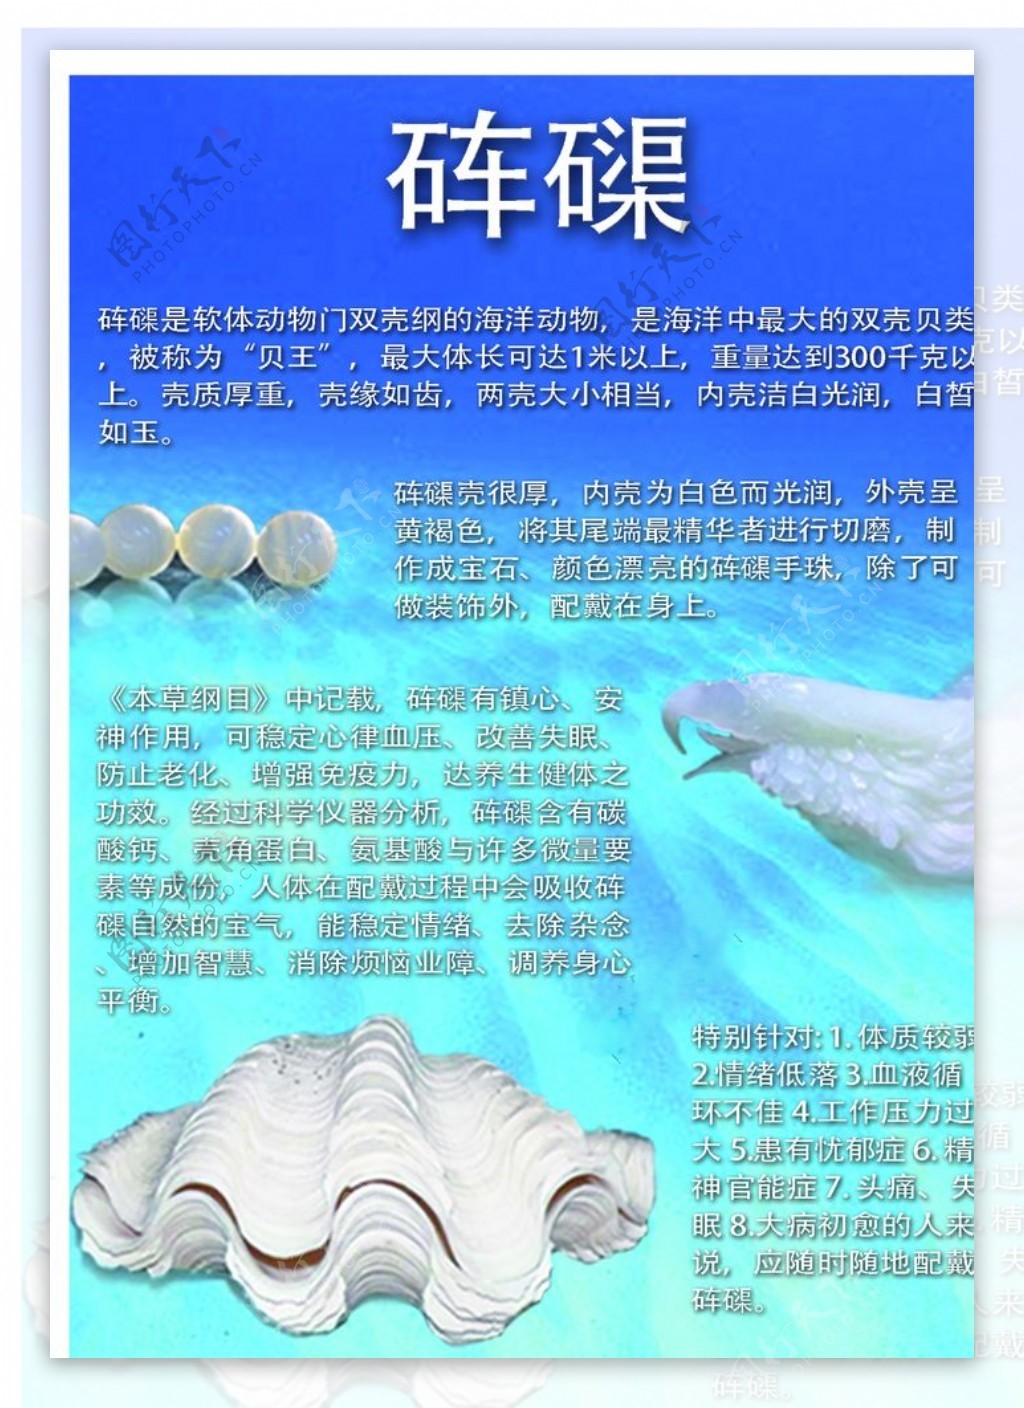 砗磲
砗磲是软体动物门双壳纲的海洋动物，是海洋中最大的双壳贝类
，被称为“贝王”，最大体长可达1米以上，重量达到300千克以
上。壳质厚重，壳缘如齿，两壳大小相当，内壳洁白光润，白皙
如玉。
砗磲壳很厚，内壳为白色而光润，外壳呈
黄褐色，将其尾端最精华者进行切磨，制
作成宝石、颜色漂亮的砗磲手珠，除了可
做装饰外，配戴在身上。
《本草纲目》中记载，砗磲有镇心、安
神作用，可稳定心律血压、改善失眠、
防止老化、增强免疫力，达养生健体之
功效。经过科学仪器分析，砗磲含有碳
酸钙、壳角蛋白、氨基酸与许多微量要
素等成份，人体在配戴过程中会吸收砗
磲自然的宝气，能稳定情绪、去除杂念
、增加智慧、消除烦恼业障、调养身心
平衡。
特别针对: 1. 体质较弱
2.情绪低落 3.血液循
环不佳 4.工作压力过
大 5.患有忧郁症 6. 精
神官能症 7. 头痛、失
眠 8.大病初愈的人来
说，应随时随地配戴
砗磲。
图行天下
PHOTOPHOTO.CN